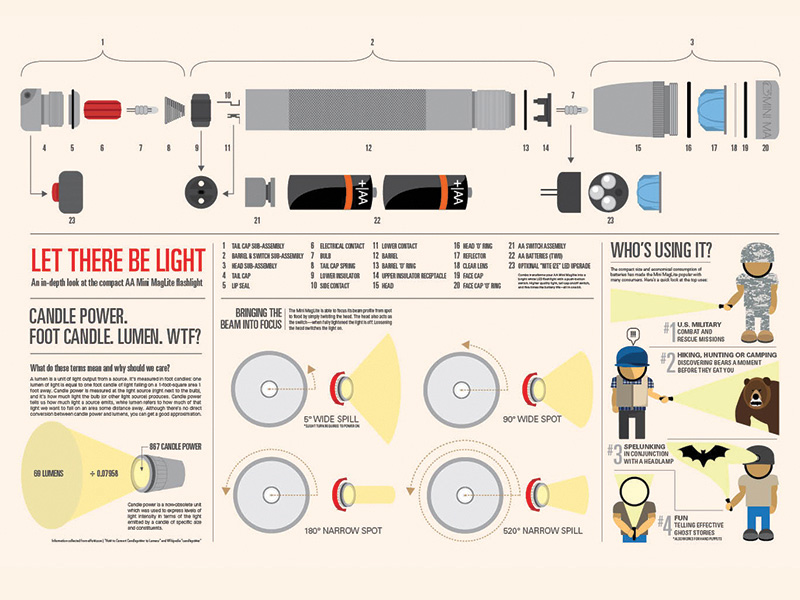 1
2
3
10
7
MINI MA
4
5
6
7
8
9
11
12
13
14
15
16
17
18
19
20
+|AA
+|AA
23
21
22
23
LET THERE BE LIGHT
An in-depth look at the compact AA Mini MagLite flashlight
1 TAIL CAP SUB-ASSEMBLY
2 BARREL & SWITCH SUB-ASSEMBLY
3 HEAD SUB-ASSEMBLY
4 TAIL CAP
5 LIP SEAL
6 ELECTRICAL CONTACT
7 BULB
8 TAIL CAP SPRING
9 LOWER INSULATOR
10 SIDE CONTACT
11 LOWER CONTACT
12 BARREL
13 BARREL 'O' RING
14 UPPER INSULATOR RECEPTACLE
15 HEAD
16 HEAD 'O' RING
17 REFLECTOR
18 CLEAR LENS
19 FACE CAP
20 FACE CAP 'O' RING
21 AA SWITCH ASSEMBLY
22 AA BATTERIES (TWO)
23 OPTIONAL "NITE IZE" LED UPGRADE
CANDLE POWER.
FOOT CANDLE. LUMEN. WTF?
What do these terms mean and why should we care?
A lumen is a unit of light output from a source. It's measured in foot candles; one
lumen of light is equal to one foot candle of light falling on a 1-foot-square area 1
foot away. Candle power is measured at the light source (right next to the bulb),
and it's how much light the bulb (or other light source) produces. Candle power
tells us how much light a source emits, while lumen refers to how much of that
light we want to fall on an area some distance away. Although there's no direct
conversion between candle power and lumens, you can get a good approximation.
867 CANDLE POWER
69 LUMENS
÷ 0.07958
Candle power is a now-obsolete unit
which was used to express levels of
light intensity in terms of the light
emitted by a candle of specific size
and constituents.
BRINGING THE
BEAM INTO FOCUS
The Mini MagLite is able to focus its beam profile from spot
to flood by simply twisting the head. The head also acts as
the switch—when fully tightened the light is off. Loosening
the head switches the light on.
5° WIDE SPILL
*SLIGHT TURN REQUIRED TO POWER ON
90° WIDE SPOT
180° NARROW SPOT
520° NARROW SPILL
WHO'S USING IT?
The compact size and economical consumption of
batteries has made the Mini MagLite popular with
many consumers. Here's a quick look at the top uses:
#1 U.S. MILITARY
COMBAT AND
RESCUE MISSIONS
#2 HIKING, HUNTING OR CAMPING
DISCOVERING BEARS A MOMENT
BEFORE THEY EAT YOU
#3 SPELUNKING
IN CONJUNCTION
WITH A HEADLAMP
#4 FUN
TELLING EFFECTIVE
GHOST STORIES
*ALSO WORKS FOR HAND PUPPETS